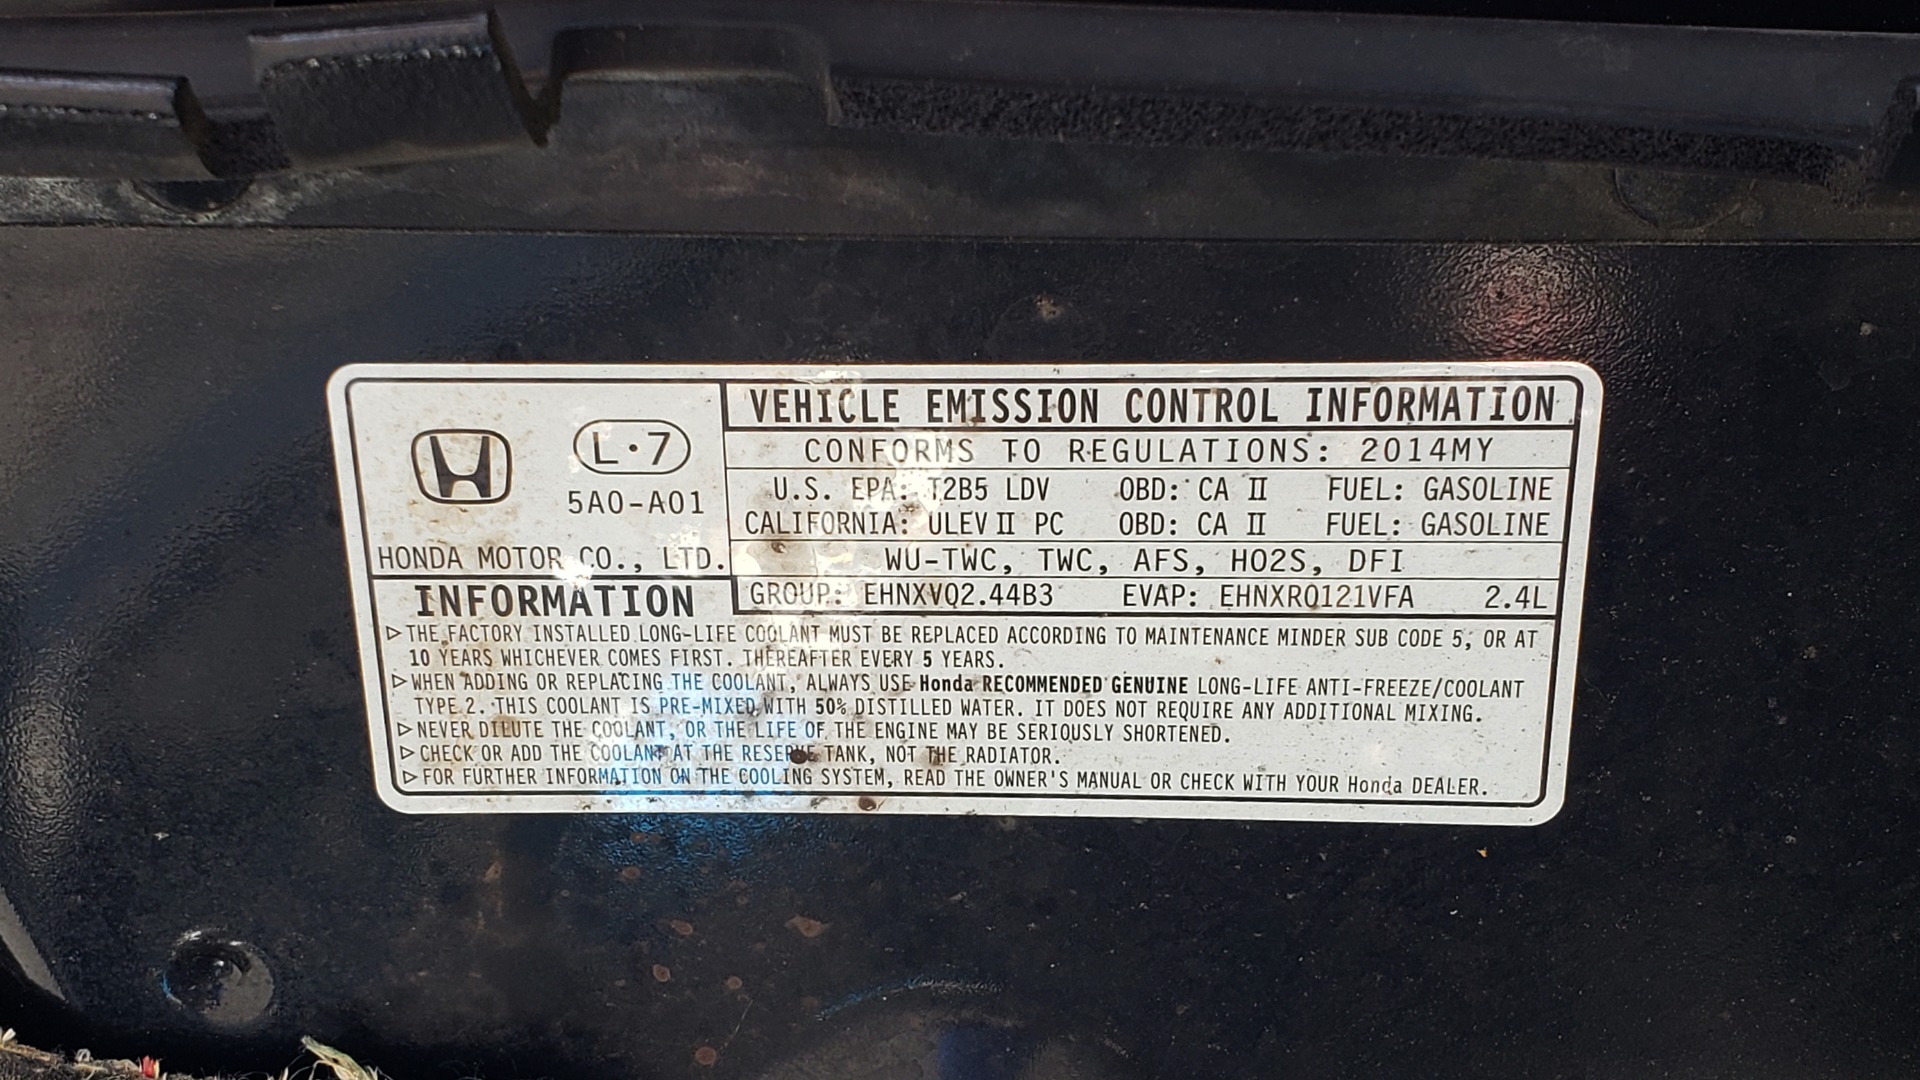 VEHICLE EMISSION CONTROL INFORMATION
L·7
CONFORMS TO REGULATIONS: 2014MY
5A0-A01
U.S. EPA: T2B5 LDV OBD: CA II FUEL: GASOLINE
CALIFORNIA: ULEV II PC OBD: CA II FUEL: GASOLINE
HONDA MOTOR CO., LTD.
WU-TWC, TWC, AFS, HO2S, DFI
GROUP: EHNXV02.44B3 EVAP: EHNXR0121VFA 2.4L
INFORMATION
▷THE FACTORY INSTALLED LONG-LIFE COOLANT MUST BE REPLACED ACCORDING TO MAINTENANCE MINDER SUB CODE 5, OR AT
10 YEARS WHICHEVER COMES FIRST. THEREAFTER EVERY 5 YEARS.
▷WHEN ADDING OR REPLACING THE COOLANT, ALWAYS USE Honda RECOMMENDED GENUINE LONG-LIFE ANTI-FREEZE/COOLANT
TYPE 2. THIS COOLANT IS PRE-MIXED WITH 50% DISTILLED WATER. IT DOES NOT REQUIRE ANY ADDITIONAL MIXING.
▷NEVER DILUTE THE COOLANT, OR THE LIFE OF THE ENGINE MAY BE SERIOUSLY SHORTENED.
▷CHECK OR ADD THE COOLANT AT THE RESERVE TANK, NOT THE RADIATOR.
▷FOR FURTHER INFORMATION ON THE COOLING SYSTEM, READ THE OWNER'S MANUAL OR CHECK WITH YOUR Honda DEALER.